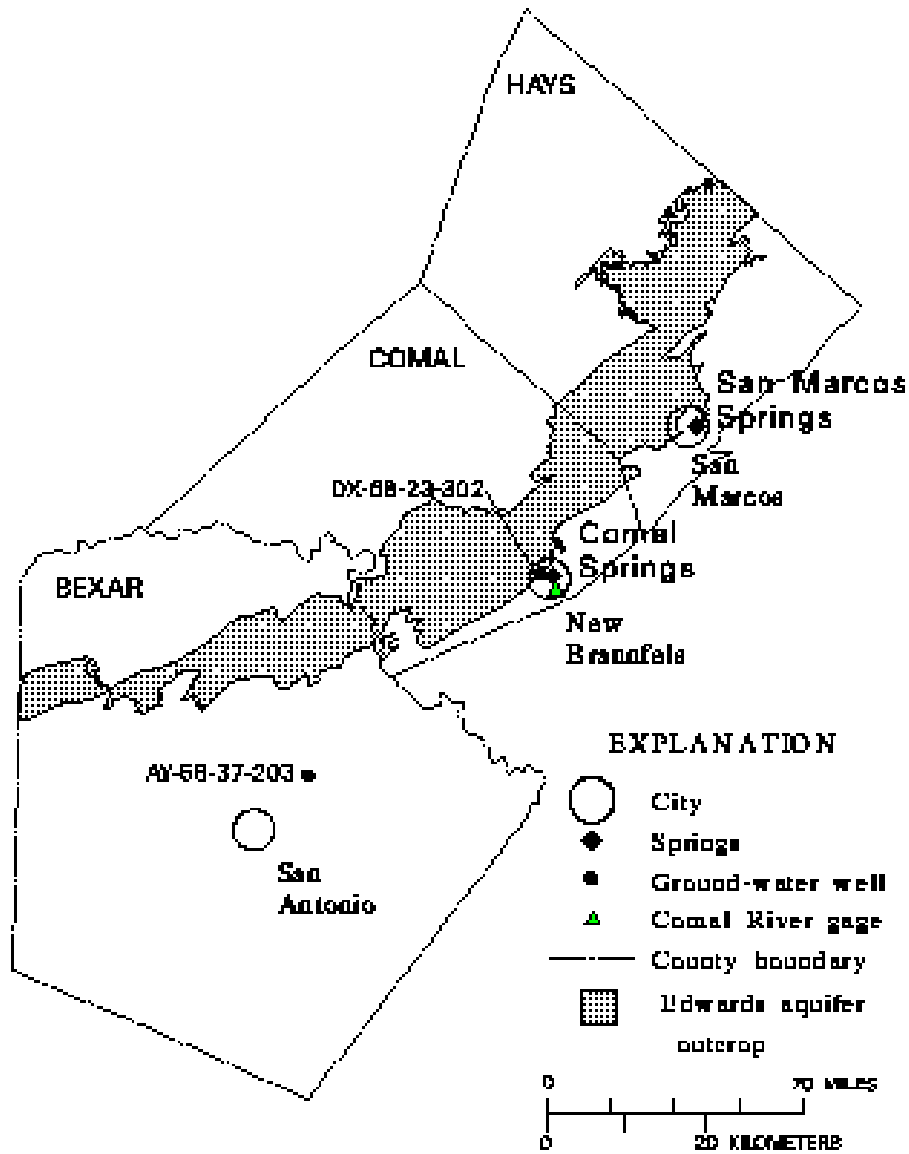 HAYS
COMAL
San Marcos
Springs
San
Marcos
DX-68-23-302
Comal
Springs
BEXAR
New
Braunfels
EXPLANATION
AY-68-37-203
City
Springs
San
Antonio
Ground-water well
Comal River gage
County boundary
Edwards aquifer
outcrop
0
MILES
0
20 KILOMETERS